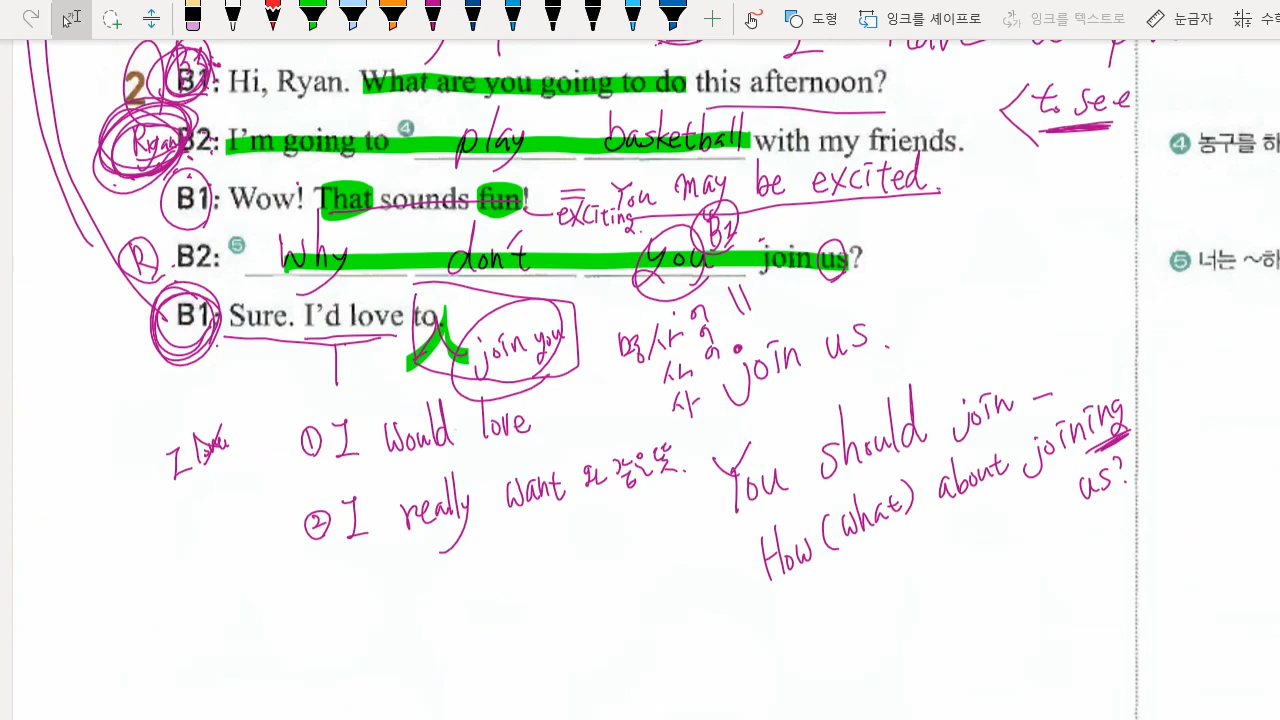 도형 잉크를 셰이프로 잉크를 텍스트로 눈금자
2 B1: Hi, Ryan. What are you going to do this afternoon?
< to see
Ryan B2: I'm going to ④ play basketball with my friends.
④ 농구를 하
B1: Wow! That sounds fun! = exciting. You may be excited.
B1
R B2: ⑤ Why don't you join us?
⑤ 너는 ~하
B1: Sure. I'd love to. join you
join us.
① I would love
You should join -
② I really want 와 같은 뜻.
How (what) about joining us?